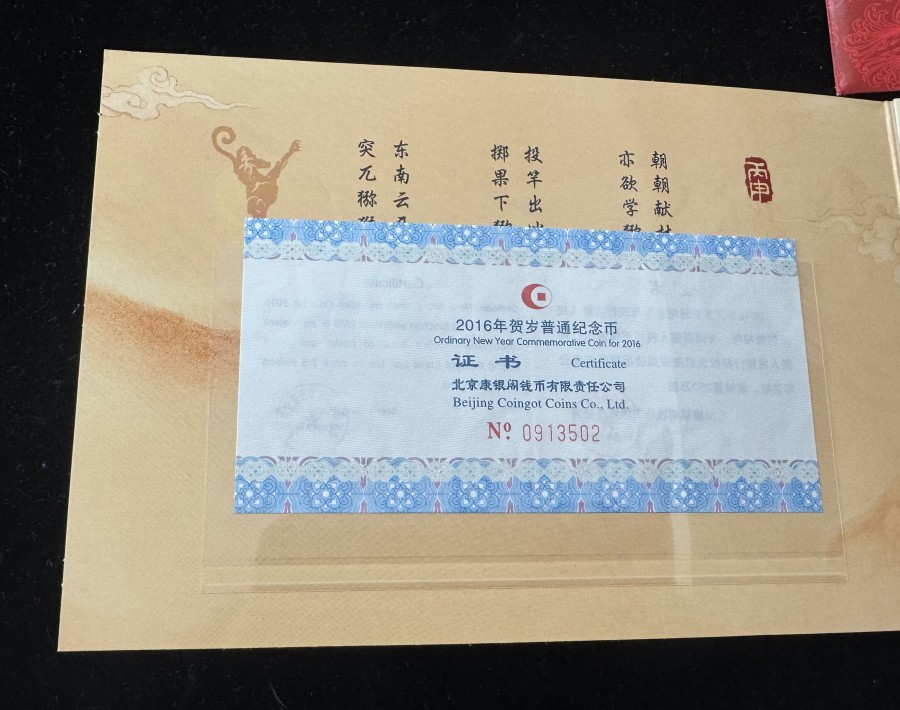 朝朝献
亦欲学
投竿出
掷果下
东南云
突兀猕
丙申
2016年贺岁普通纪念币
Ordinary New Year Commemorative Coin for 2016
证书 Certificate
北京康银阁钱币有限责任公司
Beijing Coingot Coins Co., Ltd.
Nº 0913502